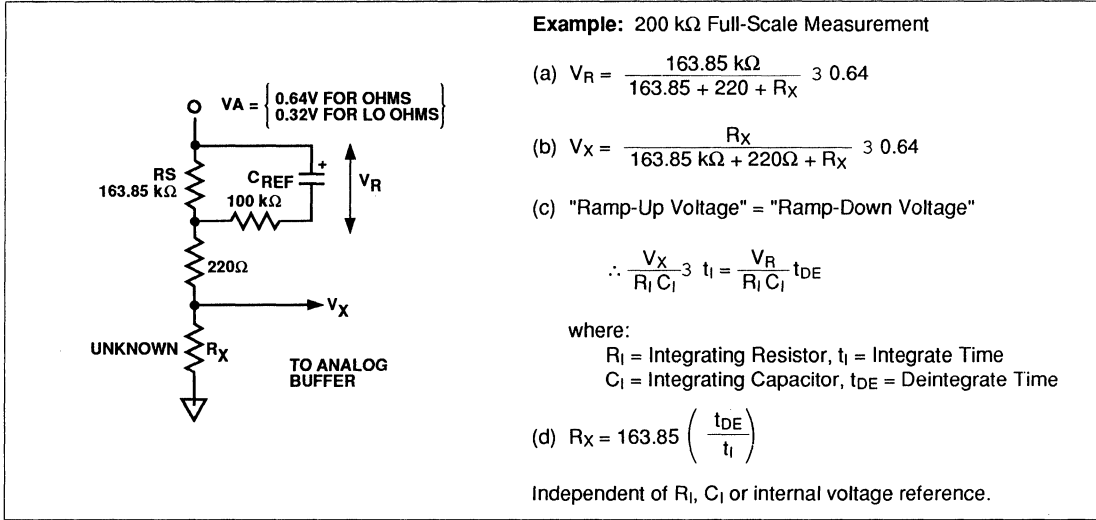 VA = { 0.64V FOR OHMS
0.32V FOR LO OHMS }
RS
163.85 kΩ
CREF
+
VR
100 kΩ
220Ω
VX
UNKNOWN
RX
TO ANALOG
BUFFER
Example: 200 kΩ Full-Scale Measurement
(a) VR = 163.85 kΩ / 163.85 + 220 + RX 3 0.64
(b) VX = RX / 163.85 kΩ + 220Ω + RX 3 0.64
(c) "Ramp-Up Voltage" = "Ramp-Down Voltage"
∴ VX / RI CI 3 tI = VR / RI CI tDE
where:
RI = Integrating Resistor, tI = Integrate Time
CI = Integrating Capacitor, tDE = Deintegrate Time
(d) RX = 163.85 ( tDE / tI )
Independent of RI, CI or internal voltage reference.